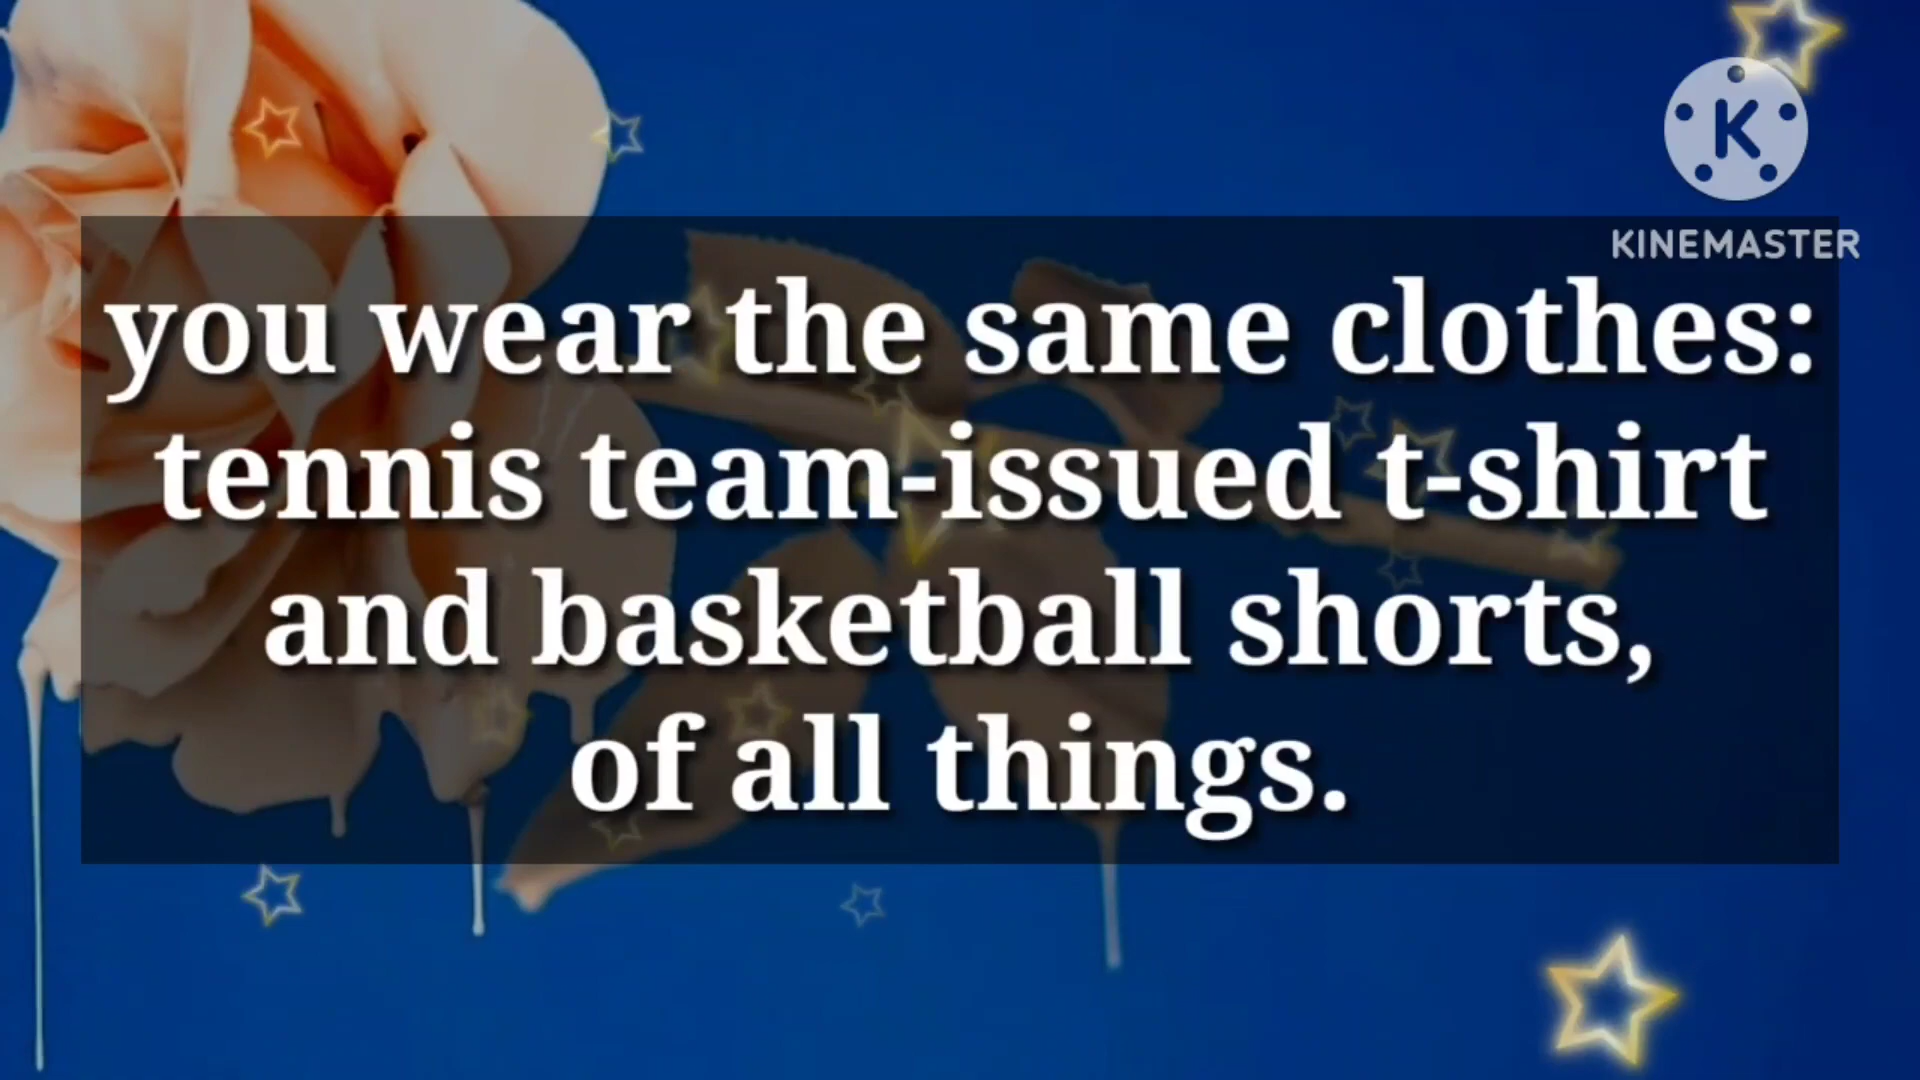 K
KINEMASTER
you wear the same clothes:
tennis team-issued t-shirt
and basketball shorts,
of all things.